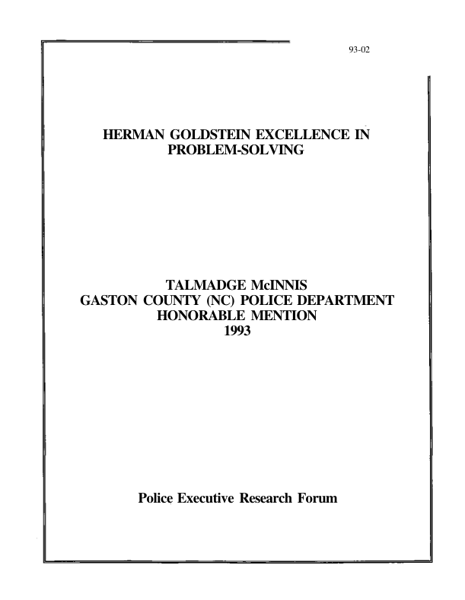 93-02
HERMAN GOLDSTEIN EXCELLENCE IN
PROBLEM-SOLVING
TALMADGE McINNIS
GASTON COUNTY (NC) POLICE DEPARTMENT
HONORABLE MENTION
1993
Police Executive Research Forum